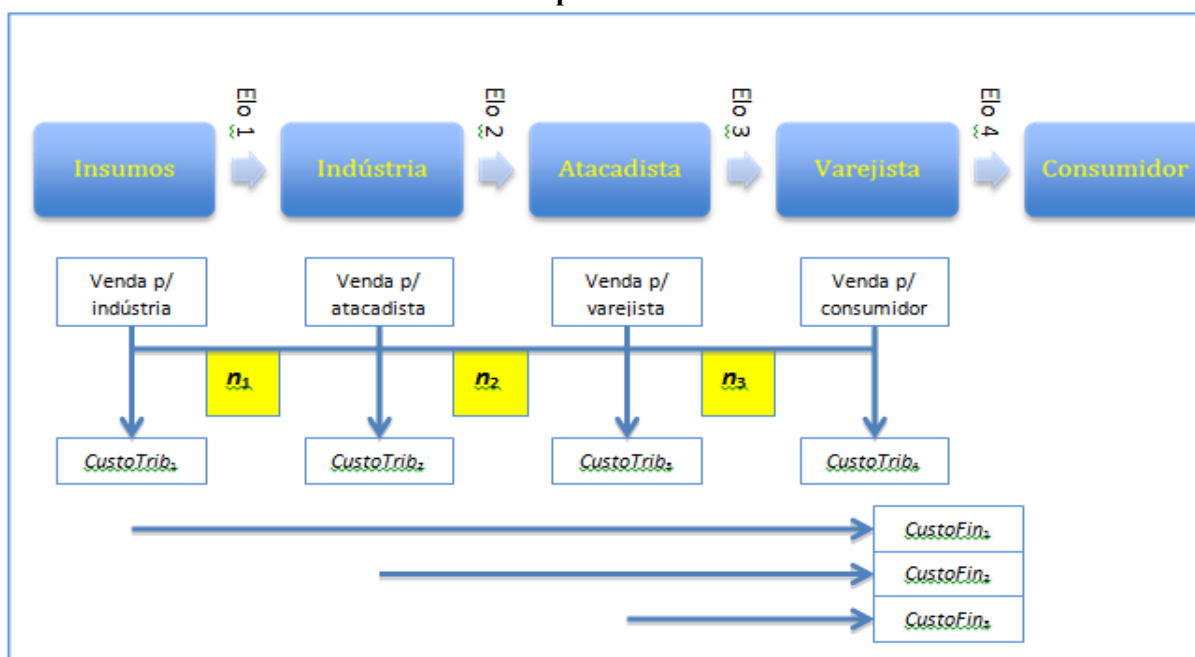 Elo 1
Elo 2
Elo 3
Elo 4
Insumos
Indústria
Atacadista
Varejista
Consumidor
Venda p/
indústria
Venda p/
atacadista
Venda p/
varejista
Venda p/
consumidor
n₁
n₂
n₃
CustoTrib₁
CustoTrib₂
CustoTrib₃
CustoTrib₄
CustoFin₁
CustoFin₂
CustoFin₃